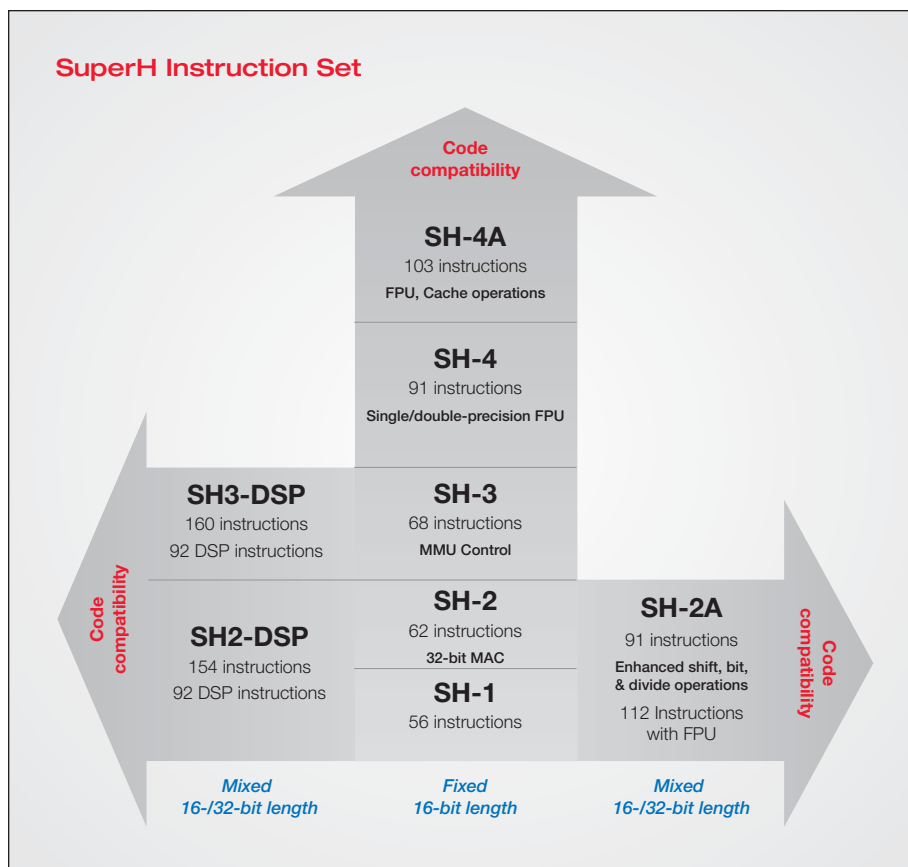 SuperH Instruction Set
Code
compatibility
SH-4A
103 instructions
FPU, Cache operations
SH-4
91 instructions
Single/double-precision FPU
SH3-DSP
160 instructions
92 DSP instructions
SH-3
68 instructions
MMU Control
Code
compatibility
SH2-DSP
154 instructions
92 DSP instructions
SH-2
62 instructions
32-bit MAC
SH-1
56 instructions
SH-2A
91 instructions
Enhanced shift, bit,
& divide operations
112 Instructions
with FPU
Code
compatibility
Mixed
16-/32-bit length
Fixed
16-bit length
Mixed
16-/32-bit length